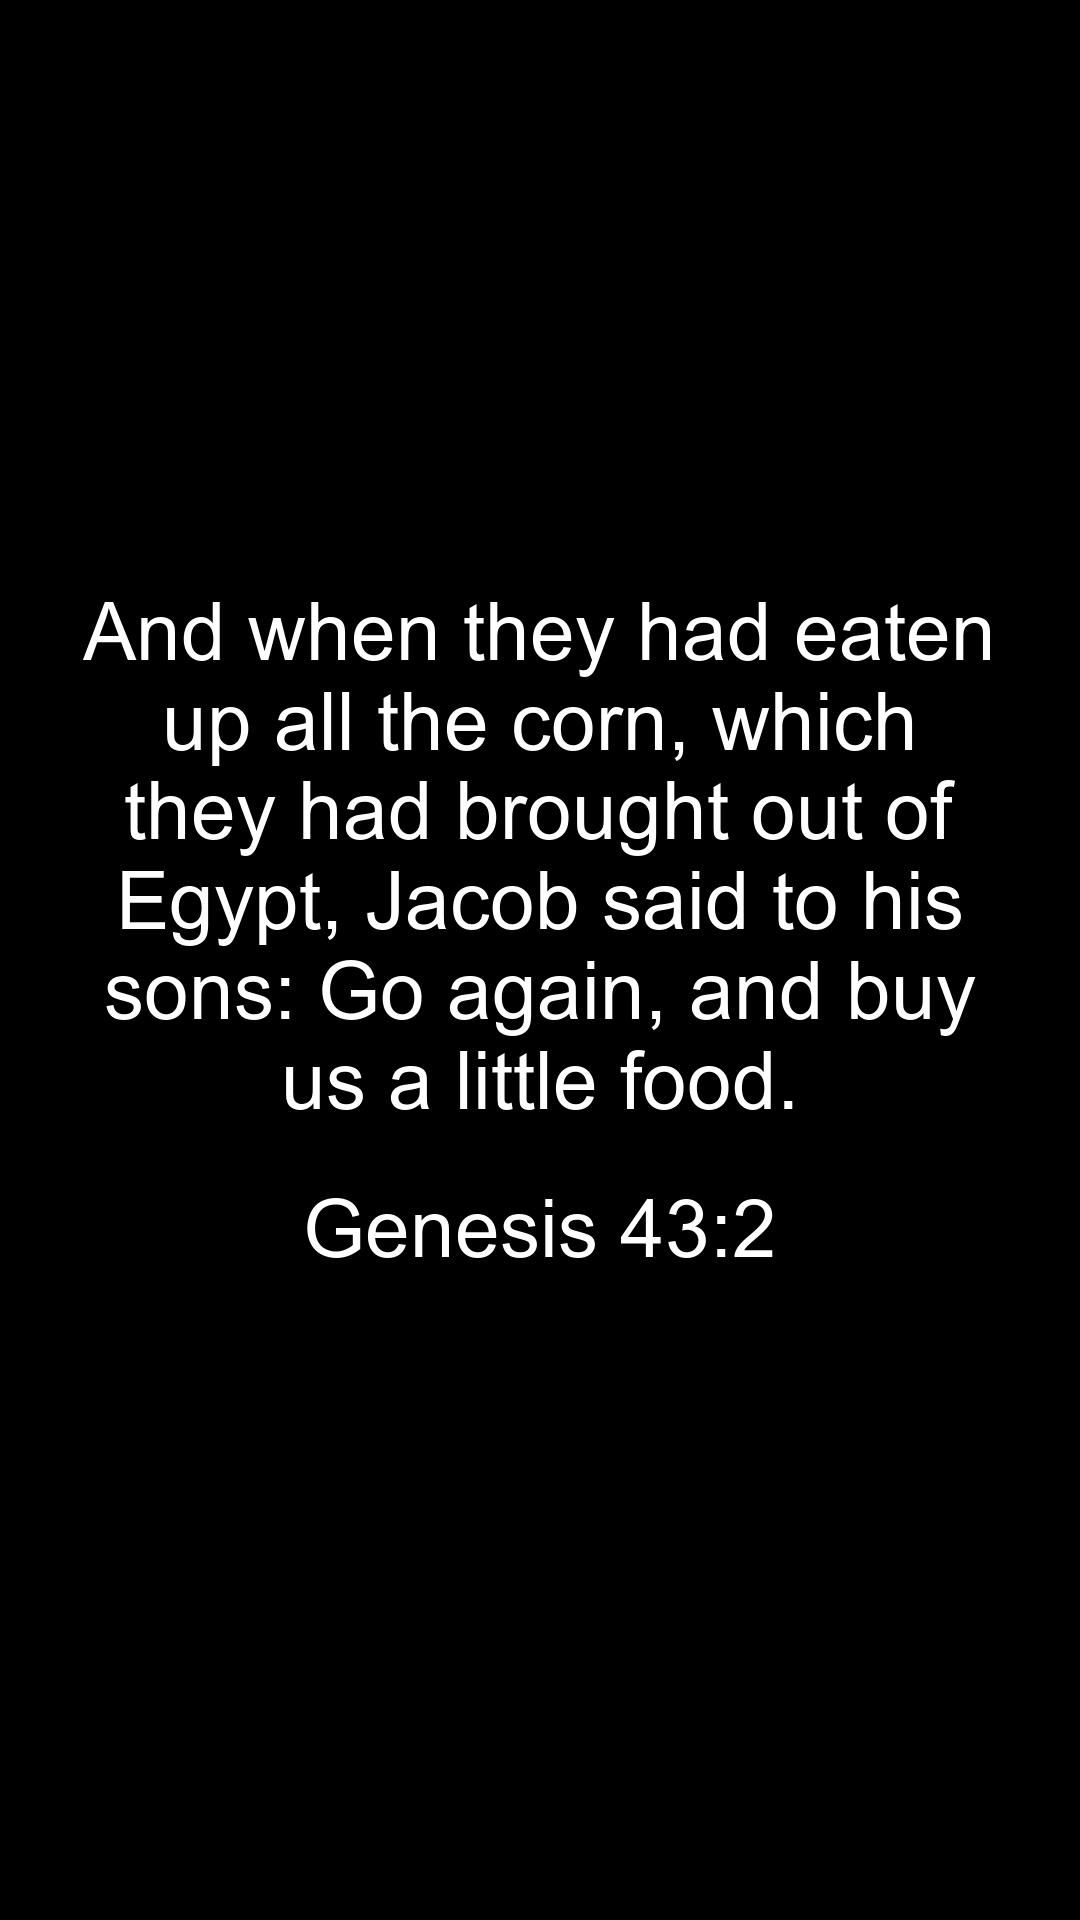 And when they had eaten
up all the corn, which
they had brought out of
Egypt, Jacob said to his
sons: Go again, and buy
us a little food.
Genesis 43:2